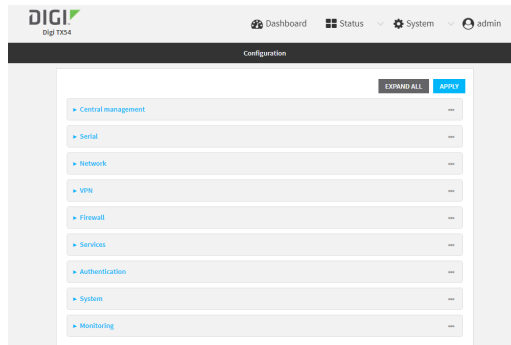 DIGI
Digi TX54
Dashboard
Status
System
admin
Configuration
EXPAND ALL
APPLY
Central management
Serial
Network
VPN
Firewall
Services
Authentication
System
Monitoring